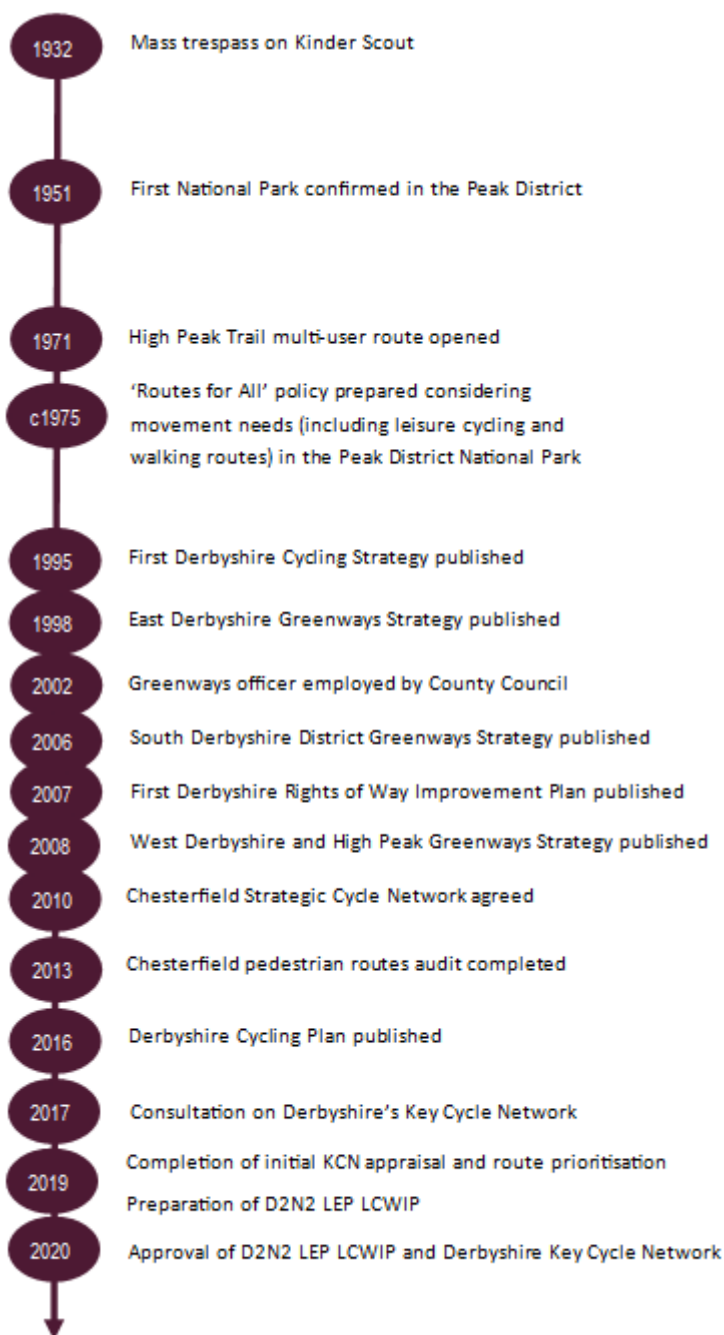 1932
Mass trespass on Kinder Scout
1951
First National Park confirmed in the Peak District
1971
High Peak Trail multi-user route opened
c1975
‘Routes for All’ policy prepared considering
movement needs (including leisure cycling and
walking routes) in the Peak District National Park
1995
First Derbyshire Cycling Strategy published
1998
East Derbyshire Greenways Strategy published
2002
Greenways officer employed by County Council
2006
South Derbyshire District Greenways Strategy published
2007
First Derbyshire Rights of Way Improvement Plan published
2008
West Derbyshire and High Peak Greenways Strategy published
2010
Chesterfield Strategic Cycle Network agreed
2013
Chesterfield pedestrian routes audit completed
2016
Derbyshire Cycling Plan published
2017
Consultation on Derbyshire’s Key Cycle Network
2019
Completion of initial KCN appraisal and route prioritisation
Preparation of D2N2 LEP LCWIP
2020
Approval of D2N2 LEP LCWIP and Derbyshire Key Cycle Network